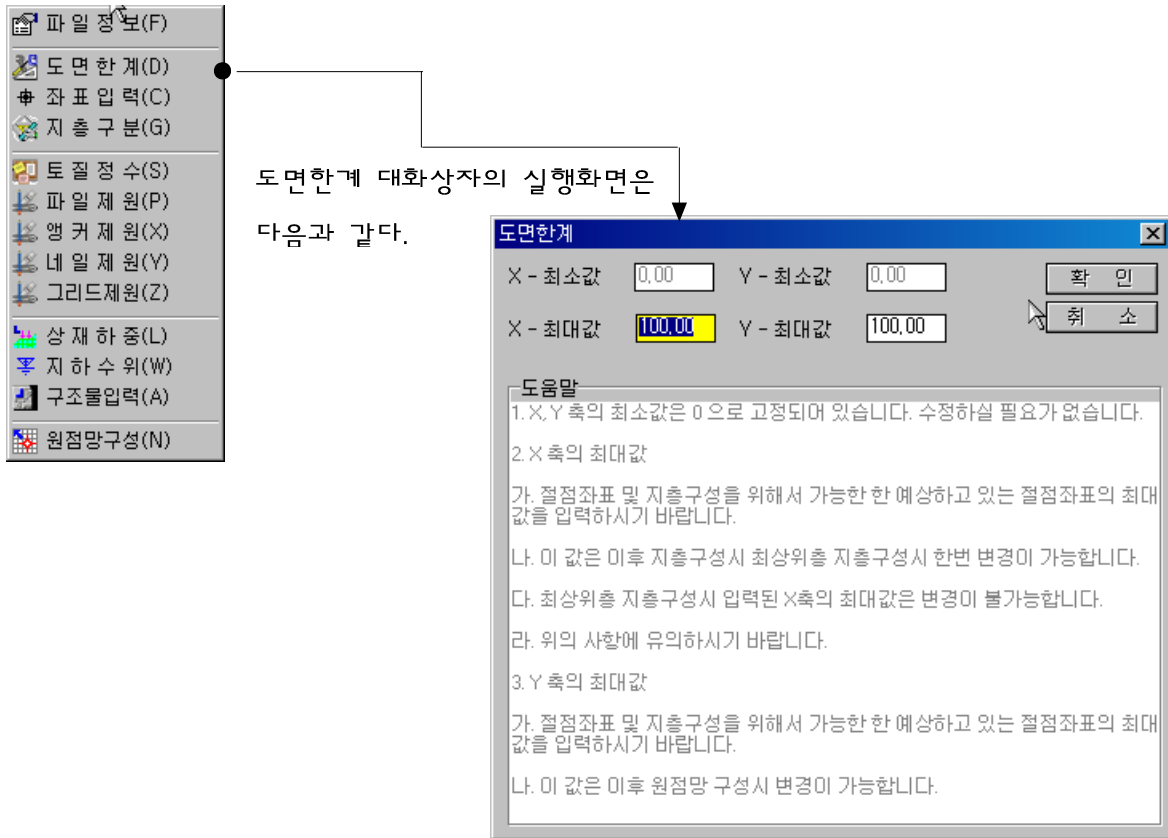 파 일 정 보(F)
도 면 한 계(D)
좌 표 입 력(C)
지 층 구 분(G)
토 질 정 수(S)
파 일 제 원(P)
앵 커 제 원(X)
네 일 제 원(Y)
그리드제원(Z)
상 재 하 중(L)
지 하 수 위(W)
구조물입력(A)
원점망구성(N)
도면한계 대화상자의 실행화면은
다음과 같다.
도면한계
X - 최소값 0.00 Y - 최소값 0.00 확 인
X - 최대값 100.00 Y - 최대값 100.00 취 소
도움말
1. X, Y 축의 최소값은 0 으로 고정되어 있습니다. 수정하실 필요가 없습니다.
2. X 축의 최대값
가. 절점좌표 및 지층구성을 위해서 가능한 한 예상하고 있는 절점좌표의 최대
값을 입력하시기 바랍니다.
나. 이 값은 이후 지층구성시 최상위층 지층구성시 한번 변경이 가능합니다.
다. 최상위층 지층구성시 입력된 X축의 최대값은 변경이 불가능합니다.
라. 위의 사항에 유의하시기 바랍니다.
3. Y 축의 최대값
가. 절점좌표 및 지층구성을 위해서 가능한 한 예상하고 있는 절점좌표의 최대
값을 입력하시기 바랍니다.
나. 이 값은 이후 원점망 구성시 변경이 가능합니다.